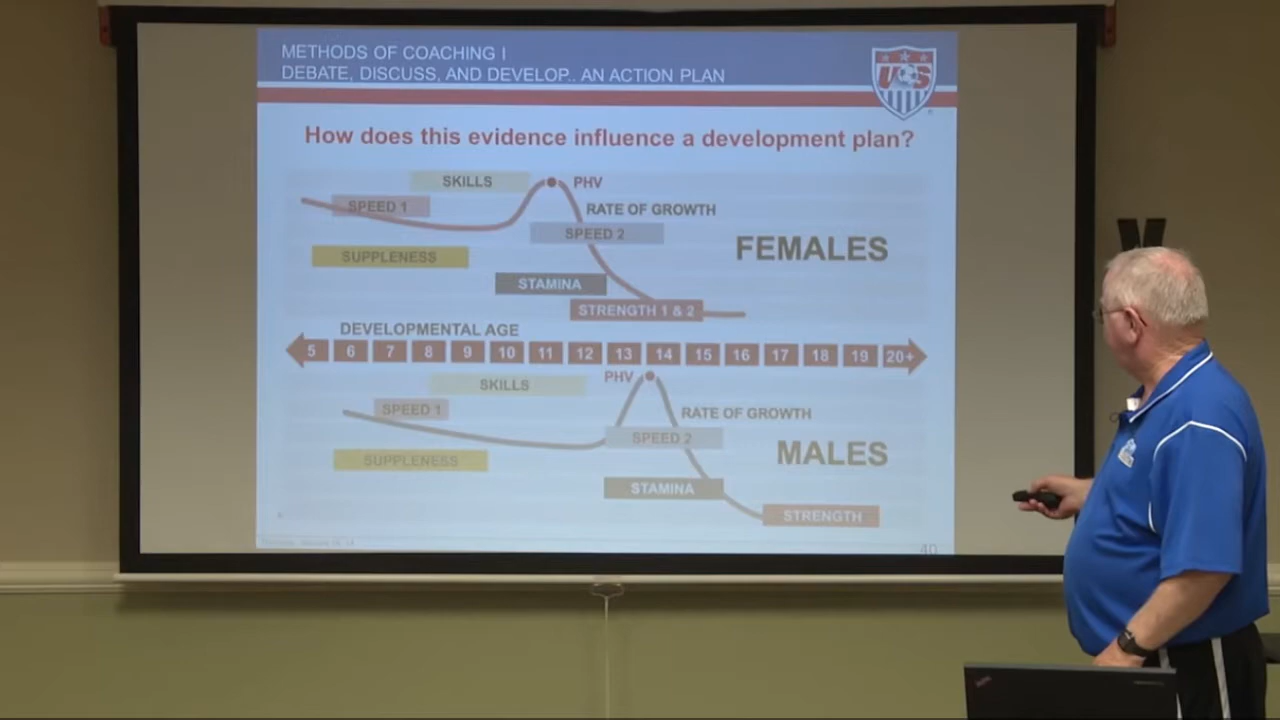 METHODS OF COACHING I
DEBATE, DISCUSS, AND DEVELOP.. AN ACTION PLAN
US
How does this evidence influence a development plan?
SKILLS
PHV
SPEED 1
RATE OF GROWTH
SPEED 2
FEMALES
SUPPLENESS
STAMINA
STRENGTH 1 & 2
DEVELOPMENTAL AGE
5 6 7 8 9 10 11 12 13 14 15 16 17 18 19 20+
SKILLS
PHV
SPEED 1
RATE OF GROWTH
SPEED 2
MALES
SUPPLENESS
STAMINA
STRENGTH
40